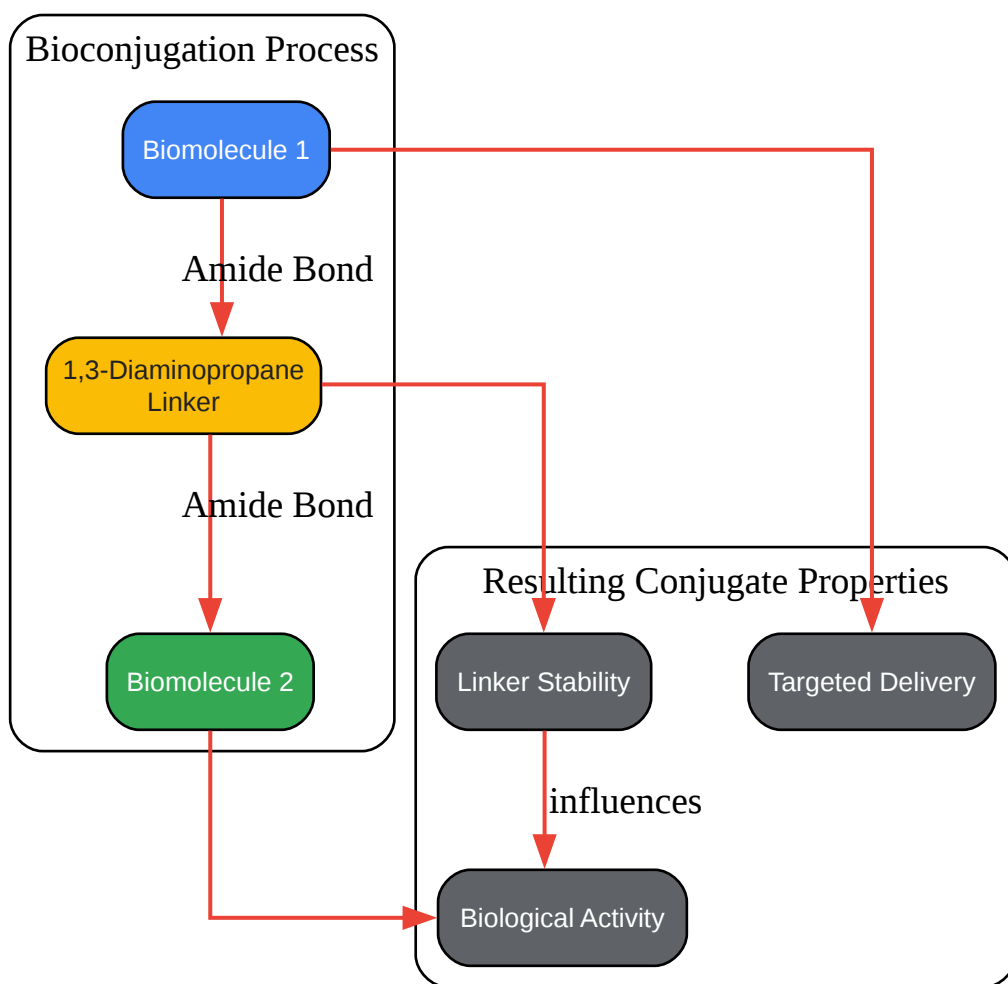 Bioconjugation Process
Biomolecule 1
Amide Bond
1,3-Diaminopropane
Linker
Amide Bond
Biomolecule 2
Resulting Conjugate Properties
Linker Stability
Targeted Delivery
influences
Biological Activity